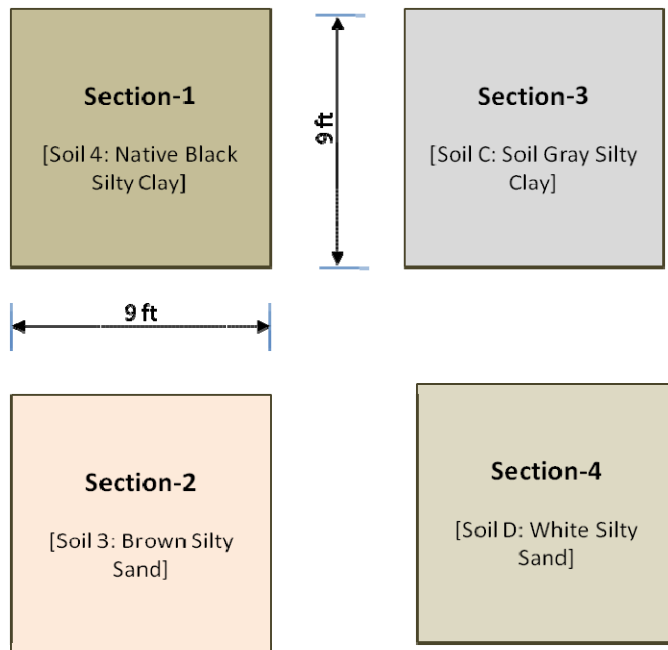 Section-1
[Soil 4: Native Black
Silty Clay]
9 ft
Section-3
[Soil C: Soil Gray Silty
Clay]
9 ft
Section-2
[Soil 3: Brown Silty
Sand]
Section-4
[Soil D: White Silty
Sand]